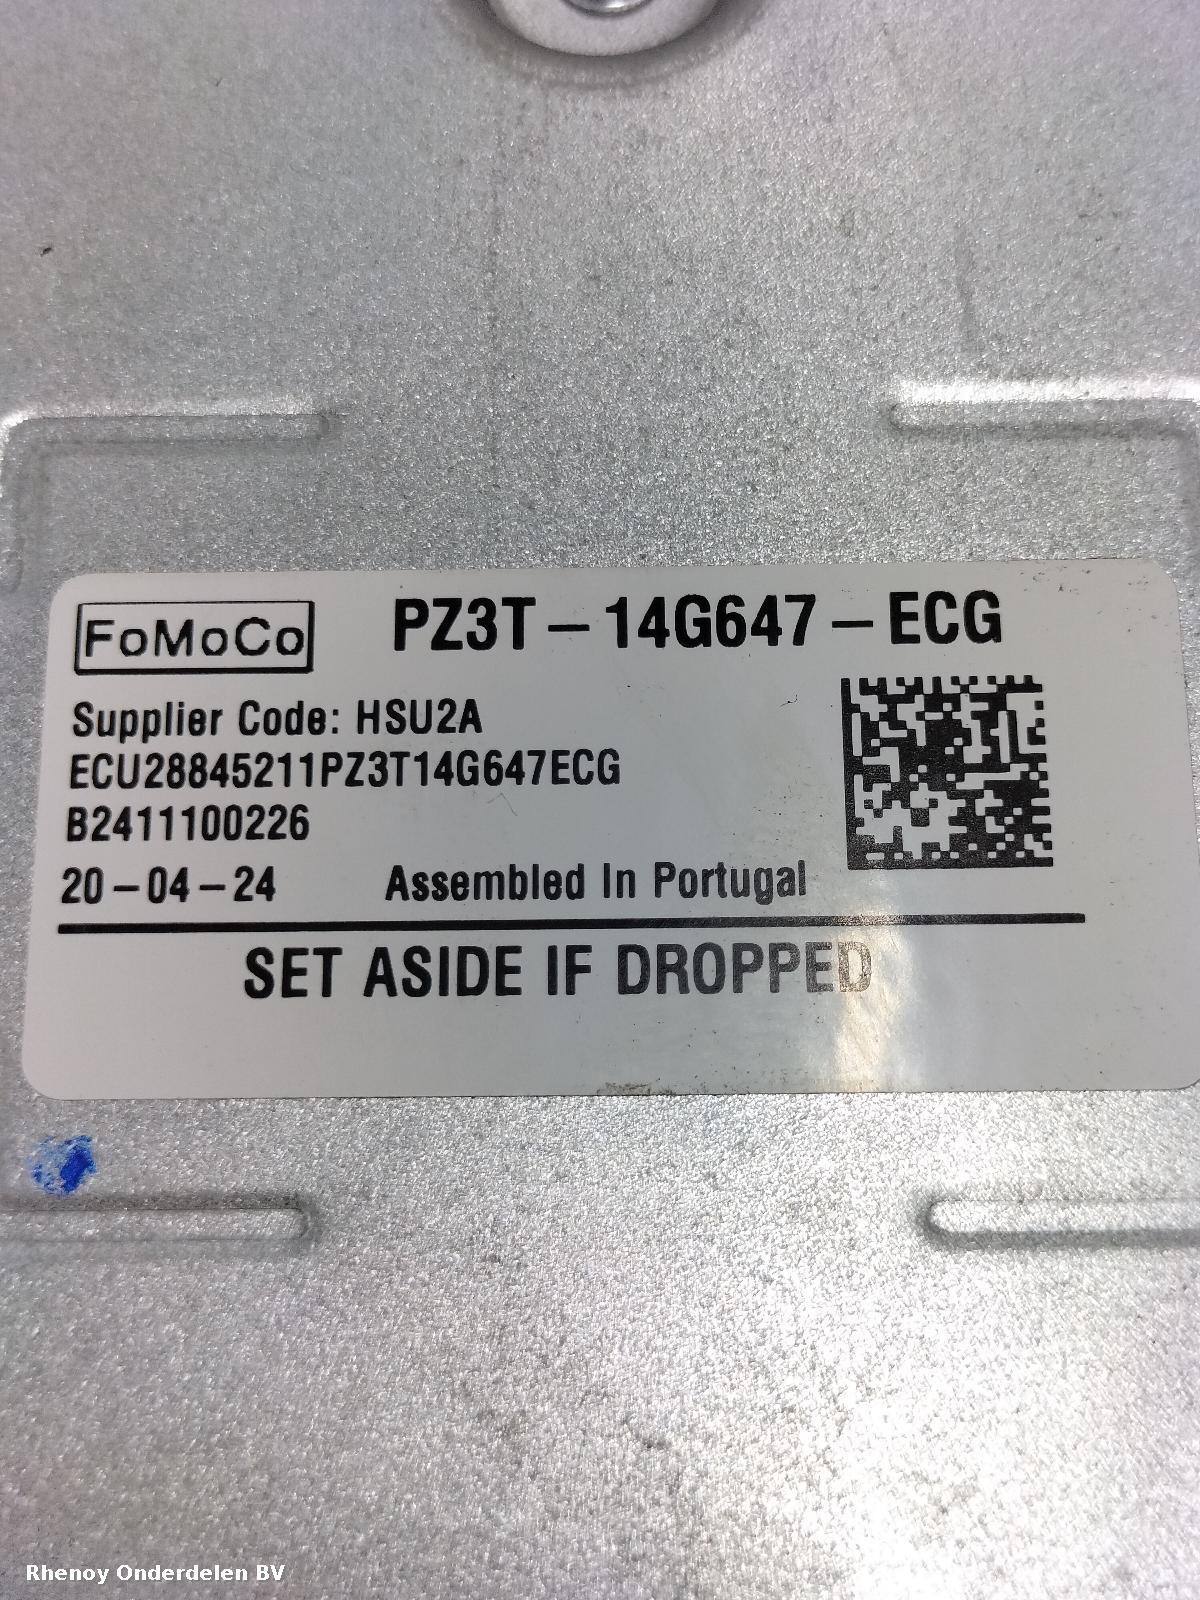 FoMoCo PZ3T-14G647-ECG
Supplier Code: HSU2A
ECU28845211PZ3T14G647ECG
B2411100226
20-04-24 Assembled In Portugal
SET ASIDE IF DROPPED
Rhenoy Onderdelen BV